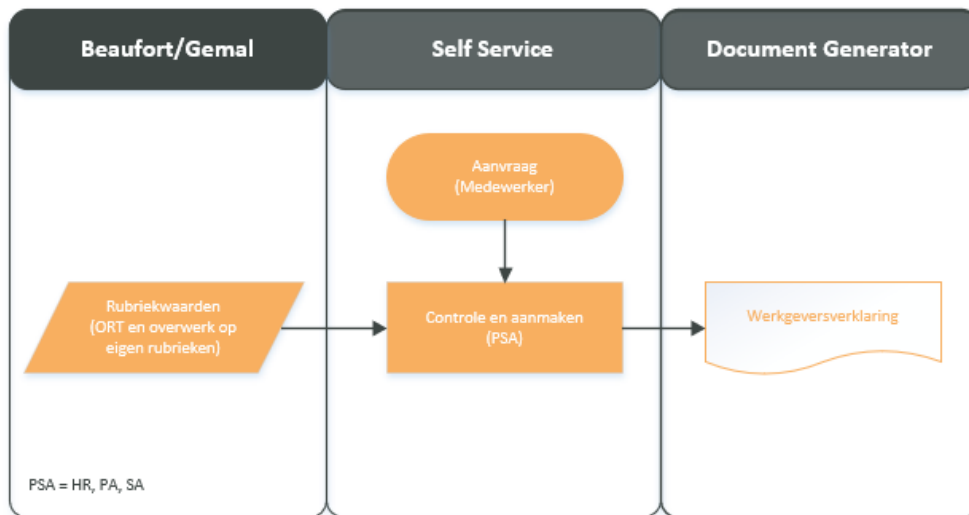 Beaufort/Gemal
Self Service
Document Generator
Aanvraag
(Medewerker)
Rubriekwaarden
(ORT en overwerk op
eigen rubrieken)
Controle en aanmaken
(PSA)
Werkgeversverklaring
PSA = HR, PA, SA